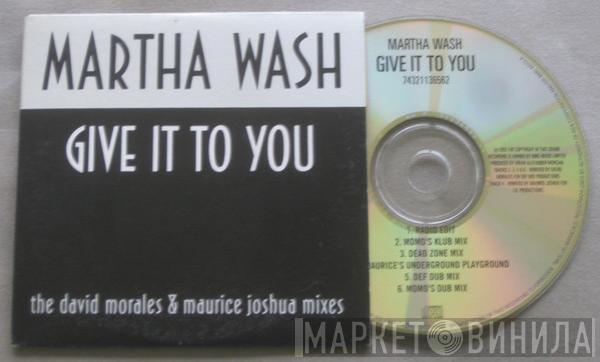 MARTHA WASH
GIVE IT TO YOU
the david morales & maurice joshua mixes
MARTHA WASH
GIVE IT TO YOU
74321136562
1. RADIO EDIT
2. MOMO'S KLUB MIX
3. DEAD ZONE MIX
MAURICE'S UNDERGROUND PLAYGROUND
5. DEF DUB MIX
6. MOMO'S DUB MIX
МАРКЕТ ВИНИЛА